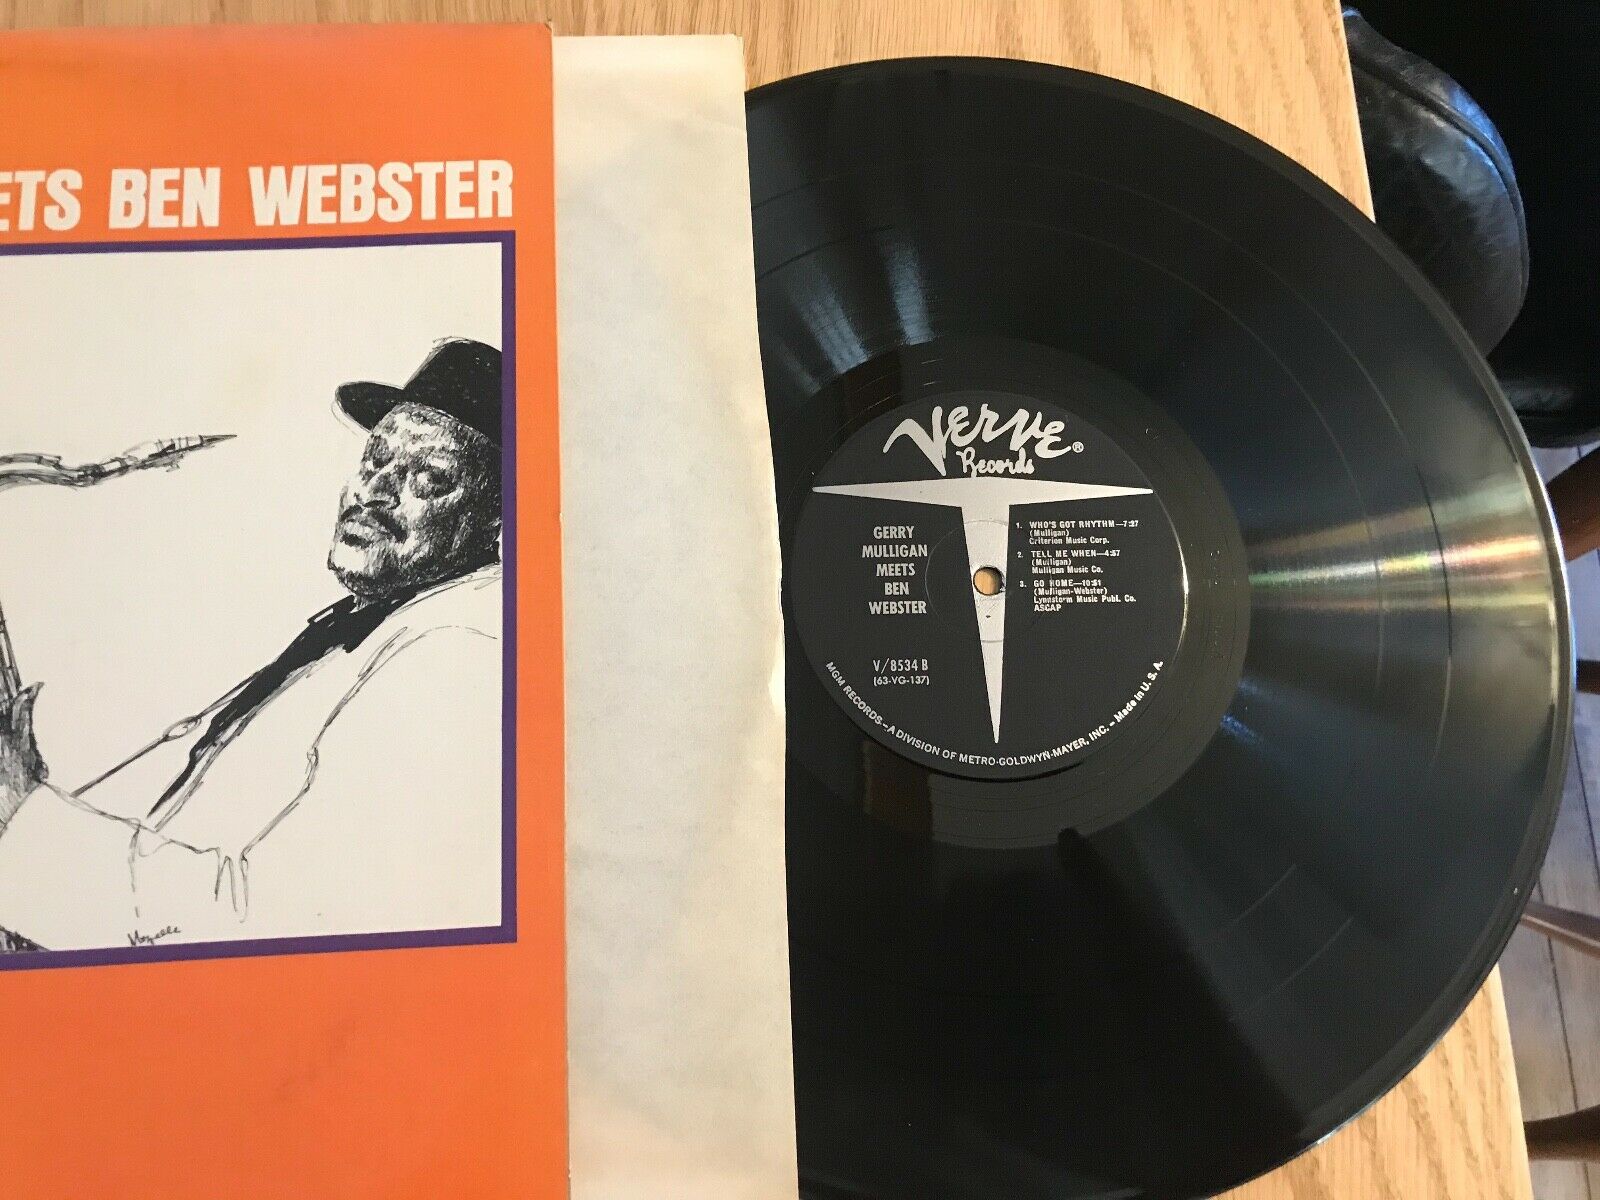 ETS BEN WEBSTER
Mozelle
Verve®
Records
GERRY
MULLIGAN
MEETS
BEN
WEBSTER
V/8534 B
(63-VG-137)
1. WHO'S GOT RHYTHM—7:27
(Mulligan)
Criterion Music Corp.
2. TELL ME WHEN—4:57
(Mulligan)
Mulligan Music Co.
3. GO HOME—10:51
(Mulligan-Webster)
Lynnstorm Music Publ. Co.
ASCAP
MGM RECORDS—A DIVISION OF METRO-GOLDWYN-MAYER, INC. – Made in U. S. A.